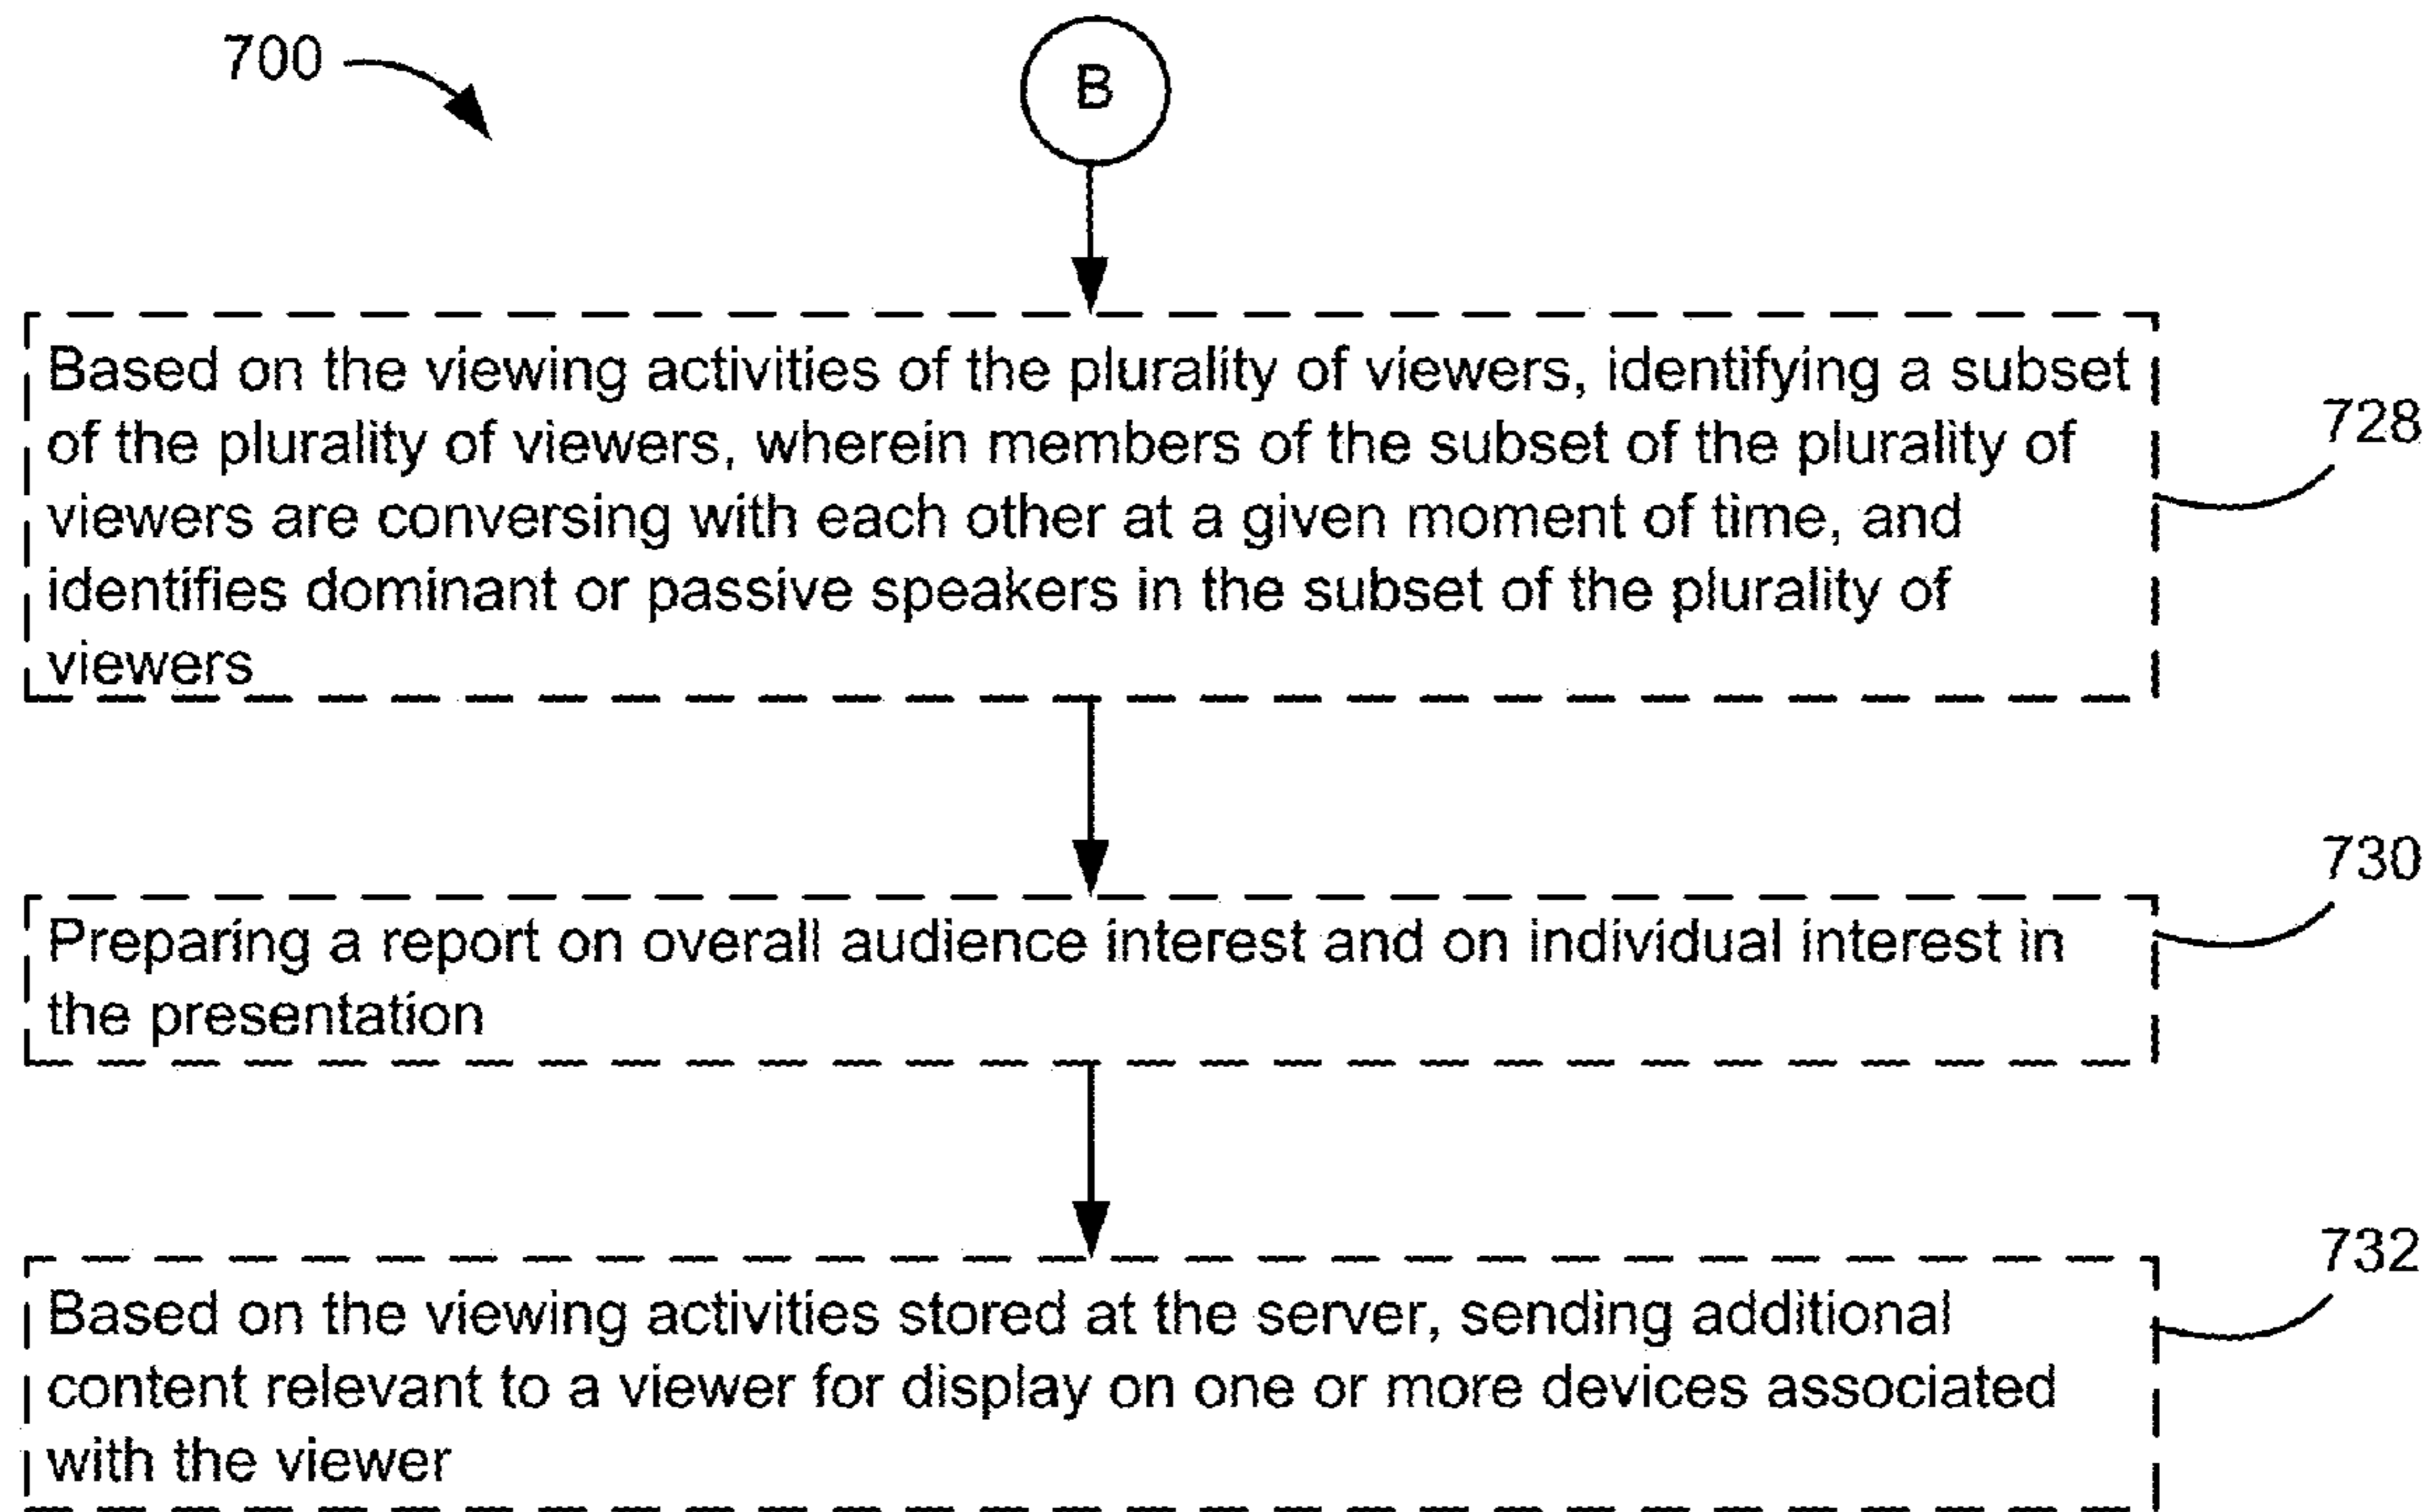 700
B
Based on the viewing activities of the plurality of viewers, identifying a subset
of the plurality of viewers, wherein members of the subset of the plurality of
viewers are conversing with each other at a given moment of time, and
identifies dominant or passive speakers in the subset of the plurality of
viewers
728
Preparing a report on overall audience interest and on individual interest in
the presentation
730
Based on the viewing activities stored at the server, sending additional
content relevant to a viewer for display on one or more devices associated
with the viewer
732